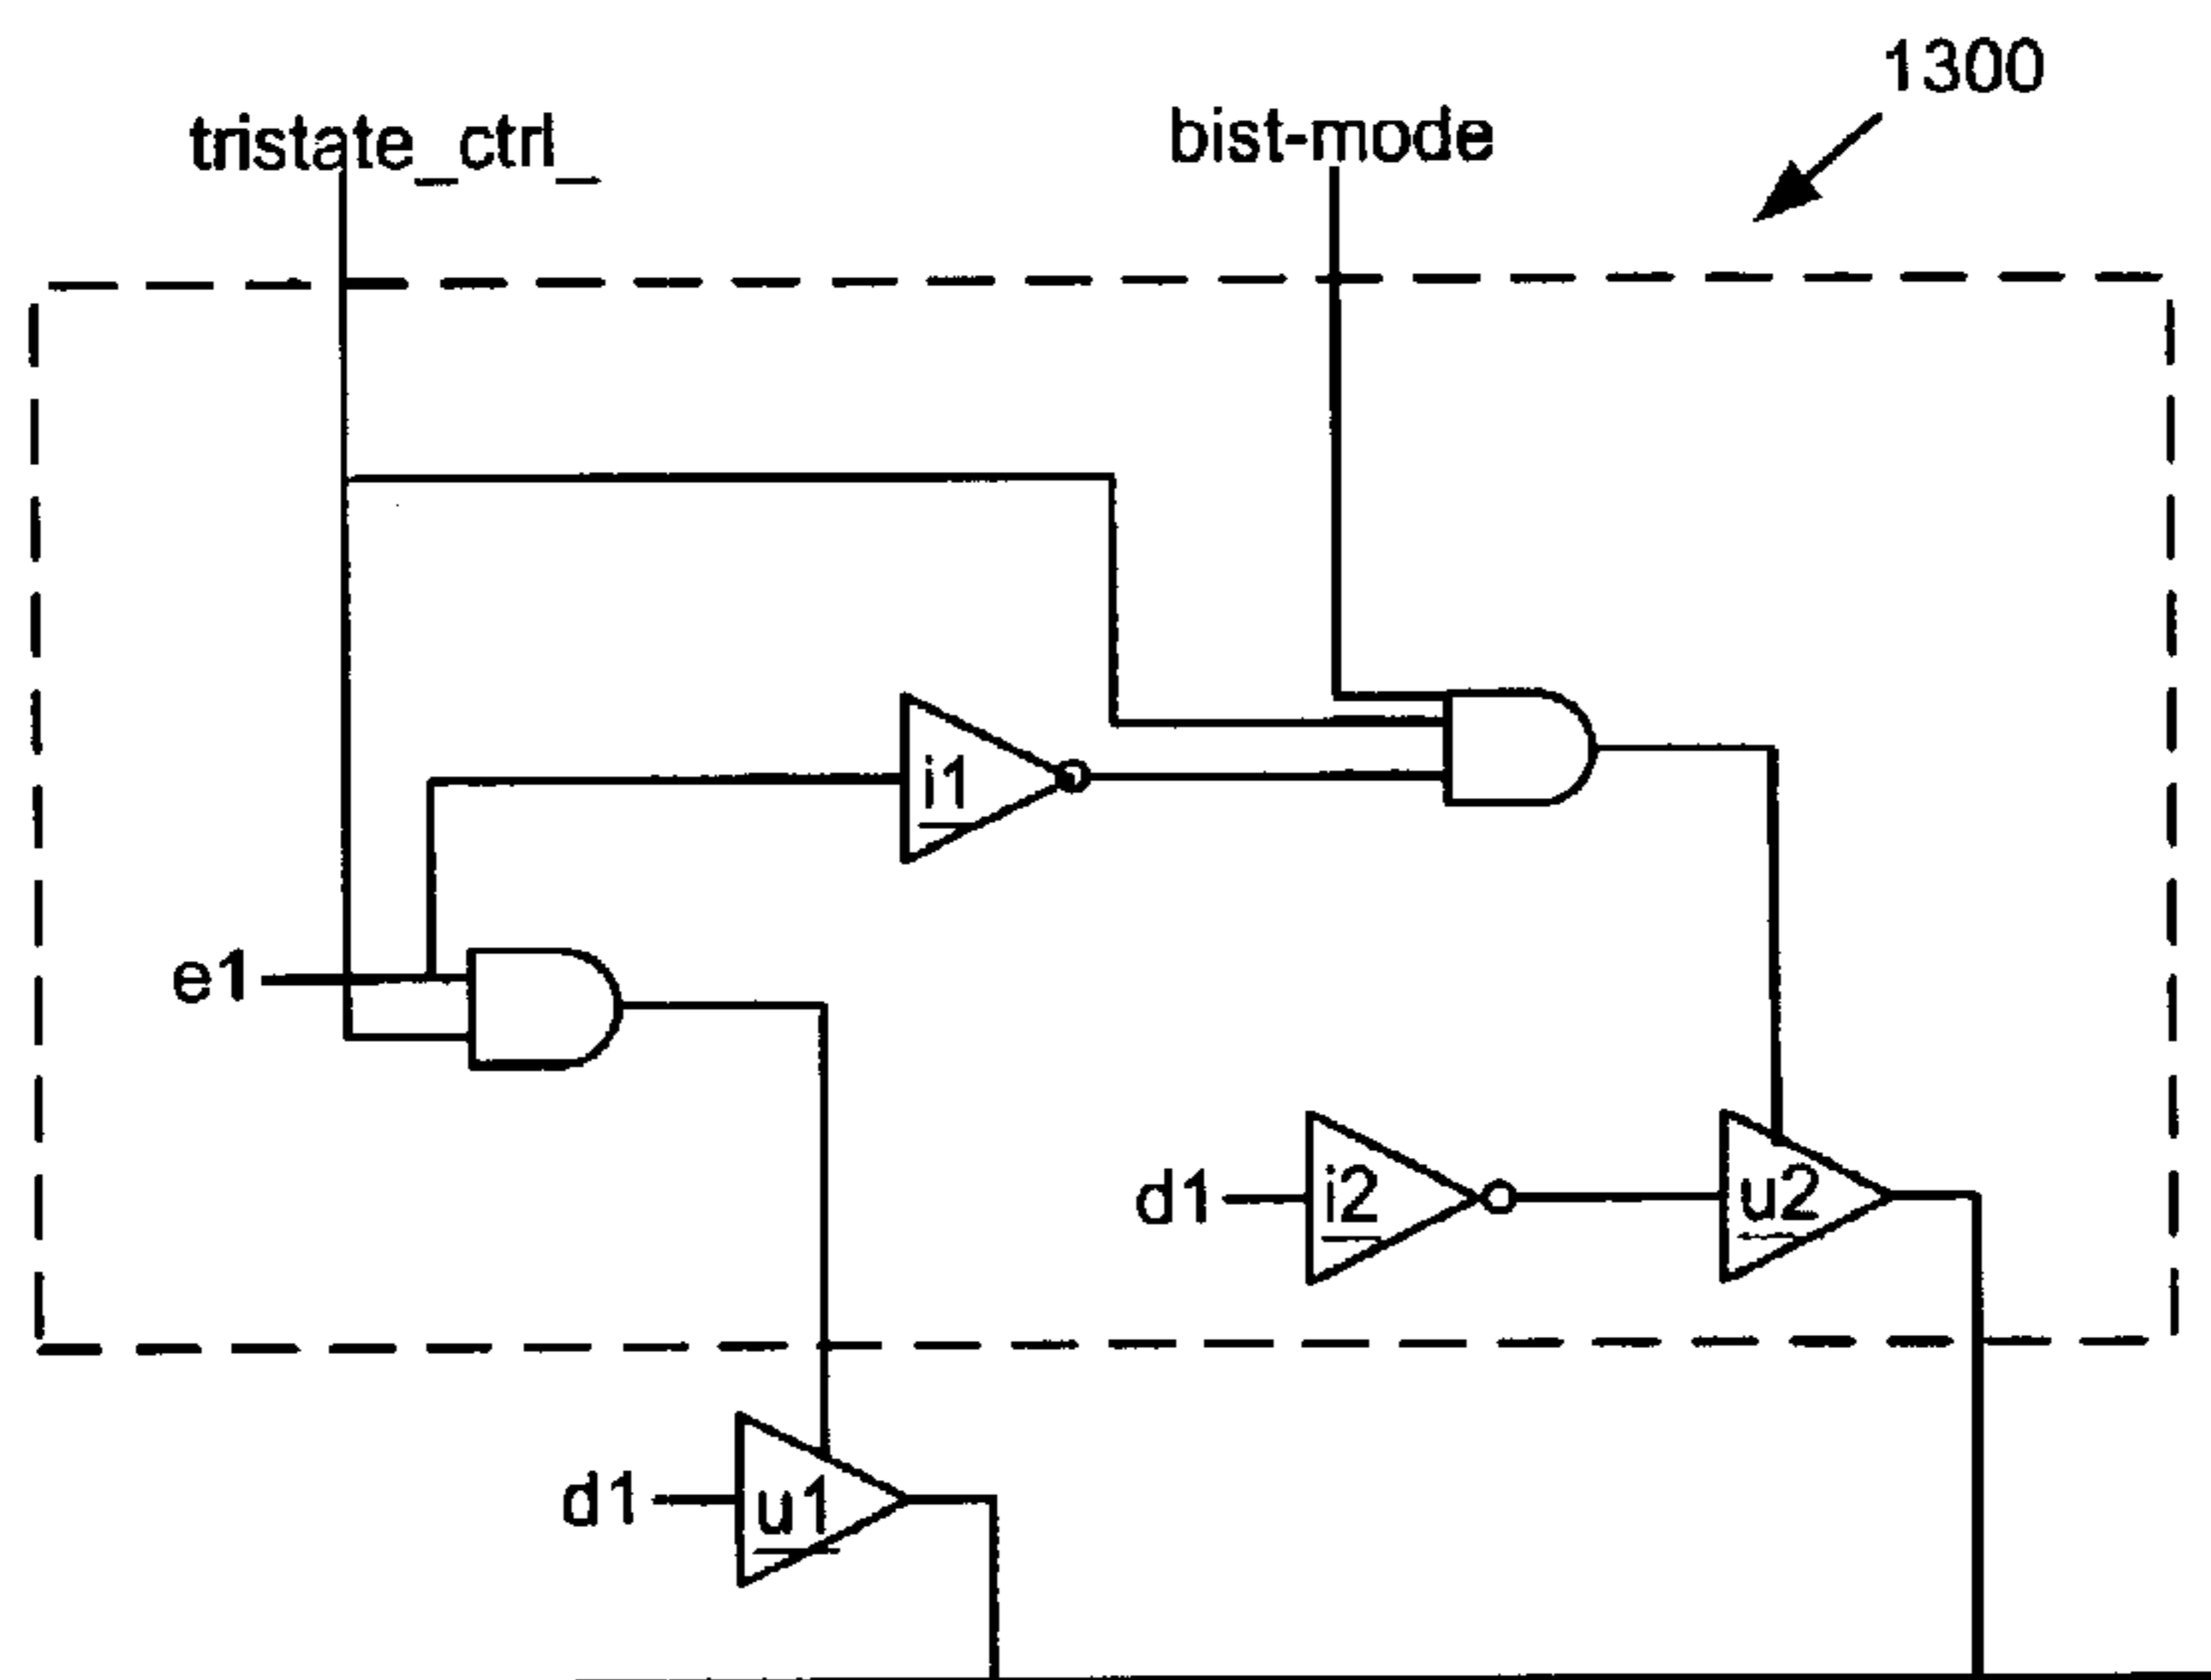 1300
tristate_ctrl_
bist-mode
i1
e1
d1
i2
u2
d1
u1